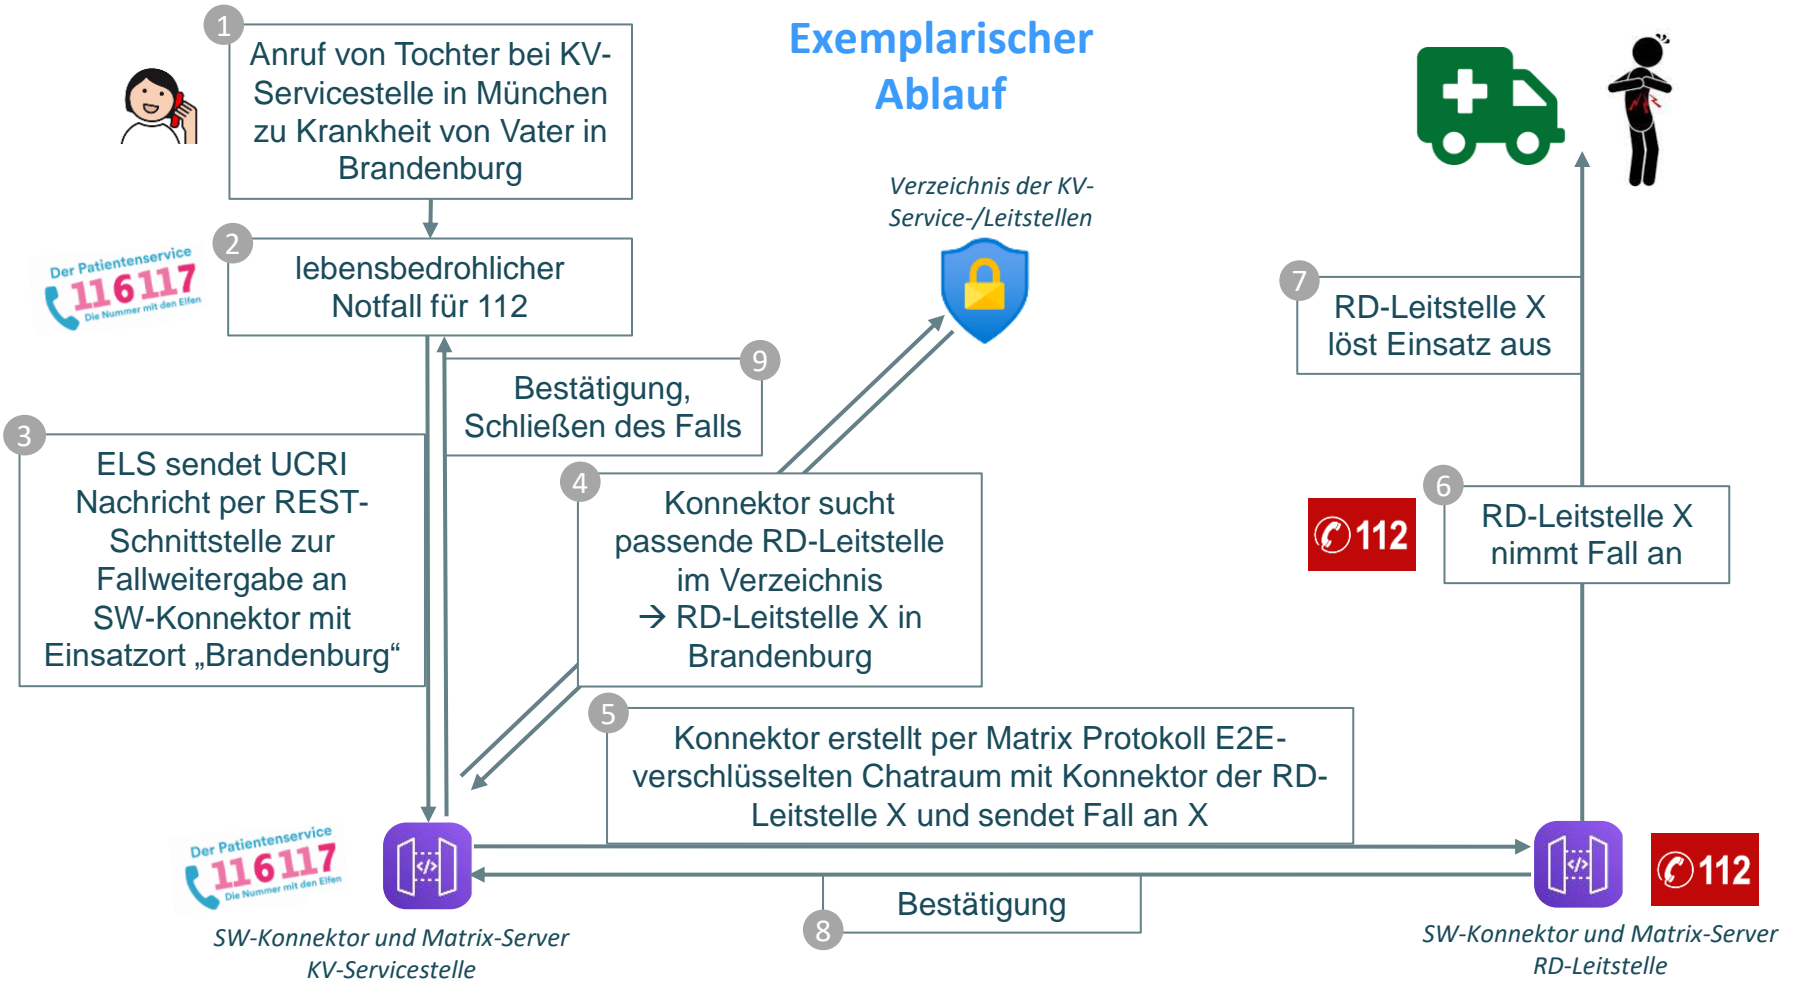 Exemplarischer
Ablauf
1
Anruf von Tochter bei KV-
Servicestelle in München
zu Krankheit von Vater in
Brandenburg
Der Patientenservice
116117
Die Nummer mit den Elfen
2
lebensbedrohlicher
Notfall für 112
3
ELS sendet UCRI
Nachricht per REST-
Schnittstelle zur
Fallweitergabe an
SW-Konnektor mit
Einsatzort „Brandenburg“
Verzeichnis der KV-
Service-/Leitstellen
4
Konnektor sucht
passende RD-Leitstelle
im Verzeichnis
→ RD-Leitstelle X in
Brandenburg
5
Konnektor erstellt per Matrix Protokoll E2E-
verschlüsselten Chatraum mit Konnektor der RD-
Leitstelle X und sendet Fall an X
112
6
RD-Leitstelle X
nimmt Fall an
7
RD-Leitstelle X
löst Einsatz aus
8
Bestätigung
9
Bestätigung,
Schließen des Falls
Der Patientenservice
116117
Die Nummer mit den Elfen
</>
SW-Konnektor und Matrix-Server
KV-Servicestelle
</>
112
SW-Konnektor und Matrix-Server
RD-Leitstelle